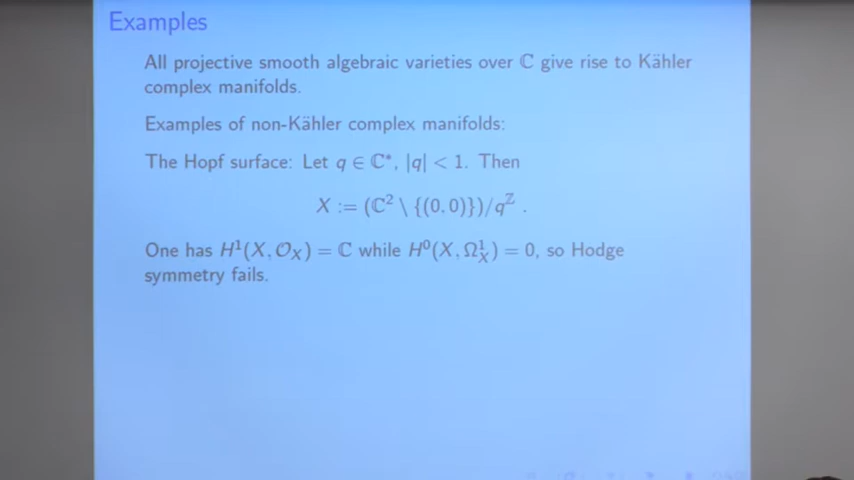 Examples
All projective smooth algebraic varieties over ℂ give rise to Kähler
complex manifolds.
Examples of non-Kähler complex manifolds:
The Hopf surface: Let q ∈ ℂ*, |q| < 1. Then
X := (ℂ² \ {(0,0)})/q^ℤ .
One has H¹(X, 𝒪_X) = ℂ while H⁰(X, Ω¹_X) = 0, so Hodge
symmetry fails.